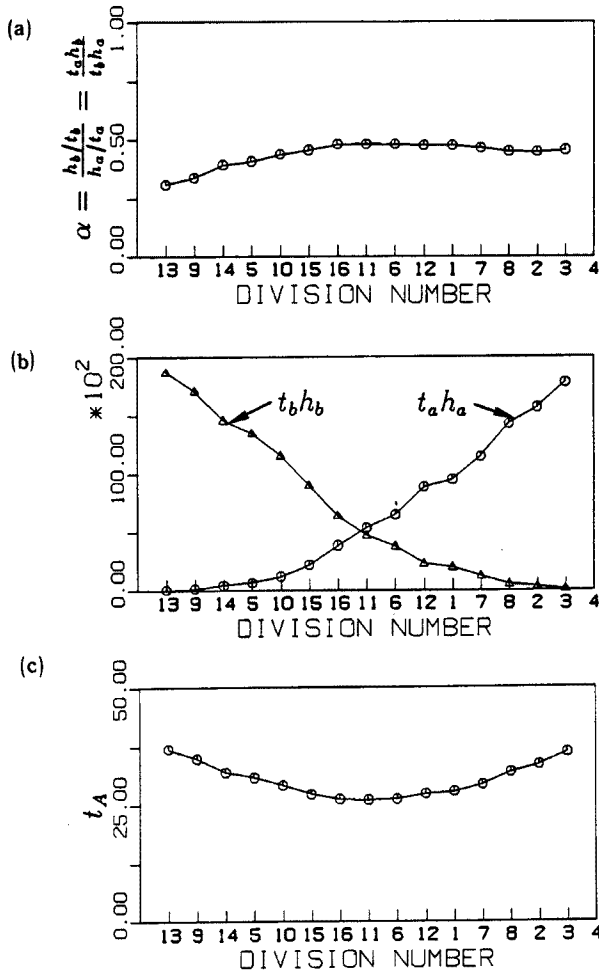 (a)
α = \frac{h_b/t_b}{h_a/t_a} = \frac{t_a h_b}{t_b h_a}
1.00
0.50
0.00
13 9 14 5 10 15 16 11 6 12 1 7 8 2 3 4
DIVISION NUMBER
(b)
*10²
200.00
100.00
0.00
t_b h_b
t_a h_a
13 9 14 5 10 15 16 11 6 12 1 7 8 2 3 4
DIVISION NUMBER
(c)
t_A
50.00
25.00
0.00
13 9 14 5 10 15 16 11 6 12 1 7 8 2 3 4
DIVISION NUMBER